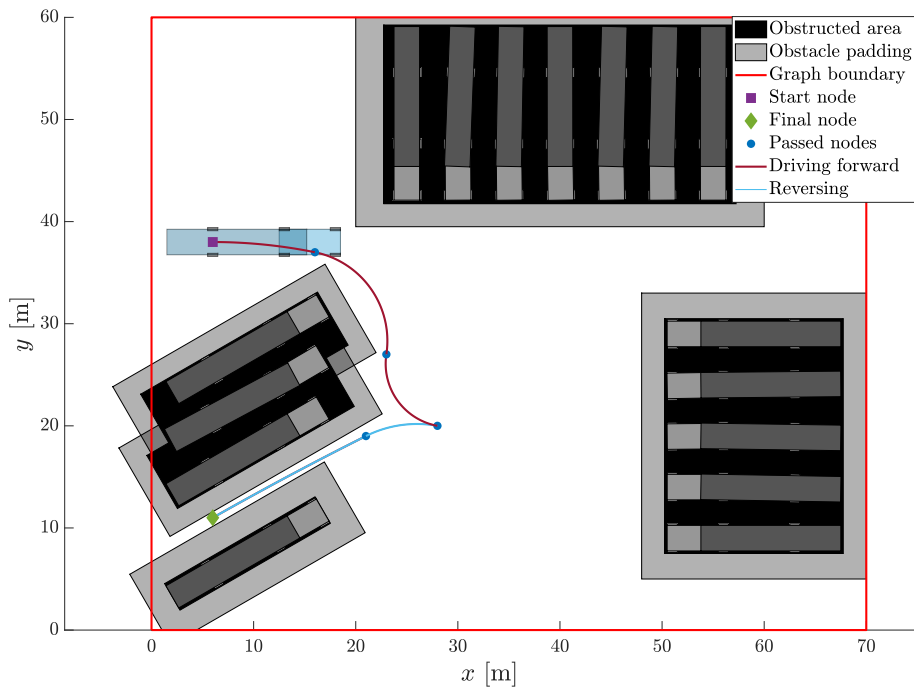 60
50
40
30
20
10
0
y [m]
0
10
20
30
40
50
60
70
x [m]
Obstructed area
Obstacle padding
Graph boundary
Start node
Final node
Passed nodes
Driving forward
Reversing